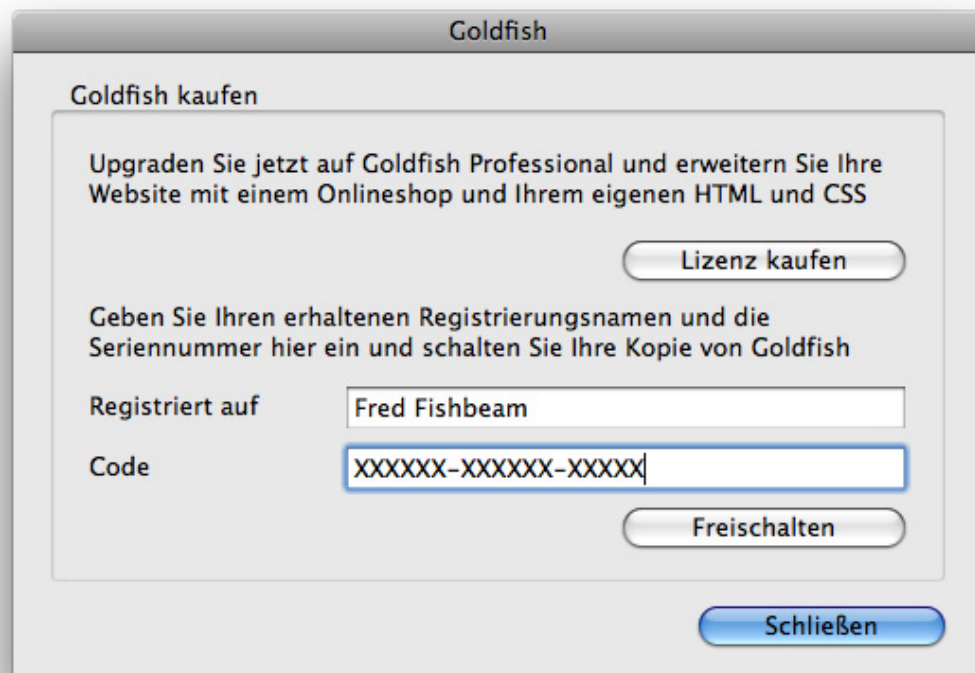 Goldfish
Goldfish kaufen
Upgraden Sie jetzt auf Goldfish Professional und erweitern Sie Ihre
Website mit einem Onlineshop und Ihrem eigenen HTML und CSS
Lizenz kaufen
Geben Sie Ihren erhaltenen Registrierungsnamen und die
Seriennummer hier ein und schalten Sie Ihre Kopie von Goldfish
Registriert auf Fred Fishbeam
Code XXXXXX-XXXXXX-XXXXX
Freischalten
Schließen